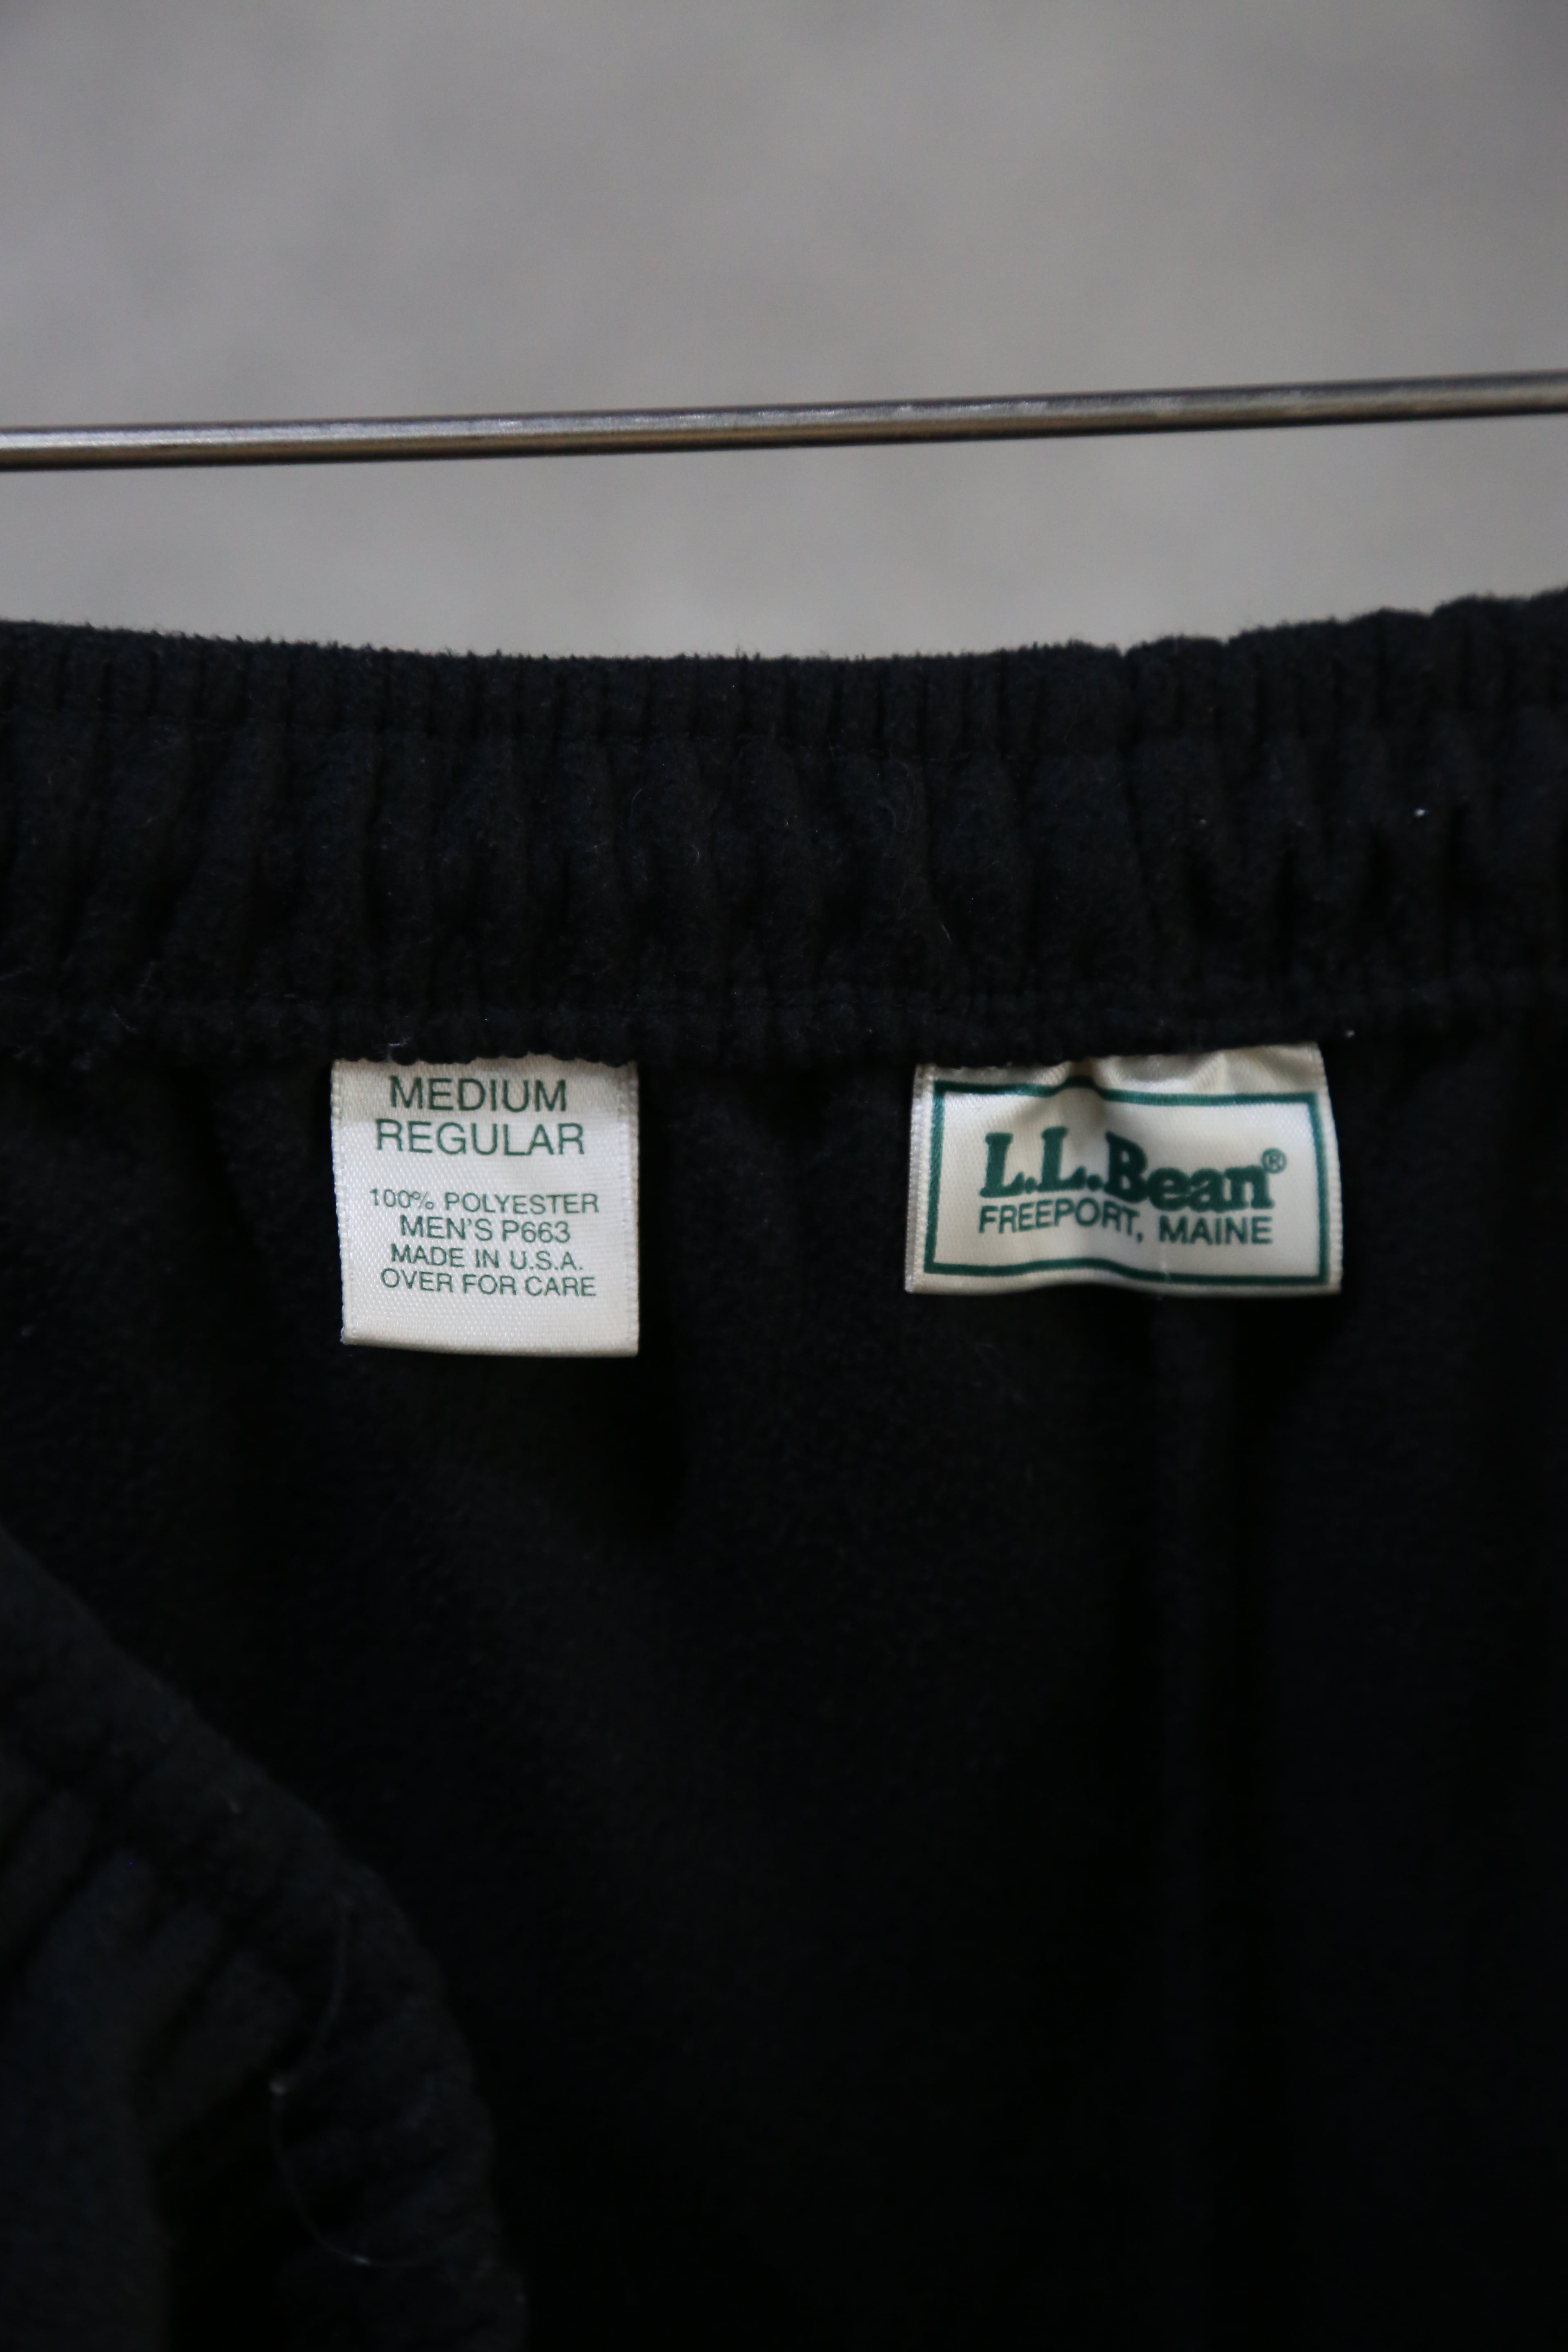 MEDIUM
REGULAR
100% POLYESTER
MEN'S P663
MADE IN U.S.A.
OVER FOR CARE
L.L.Bean®
FREEPORT, MAINE